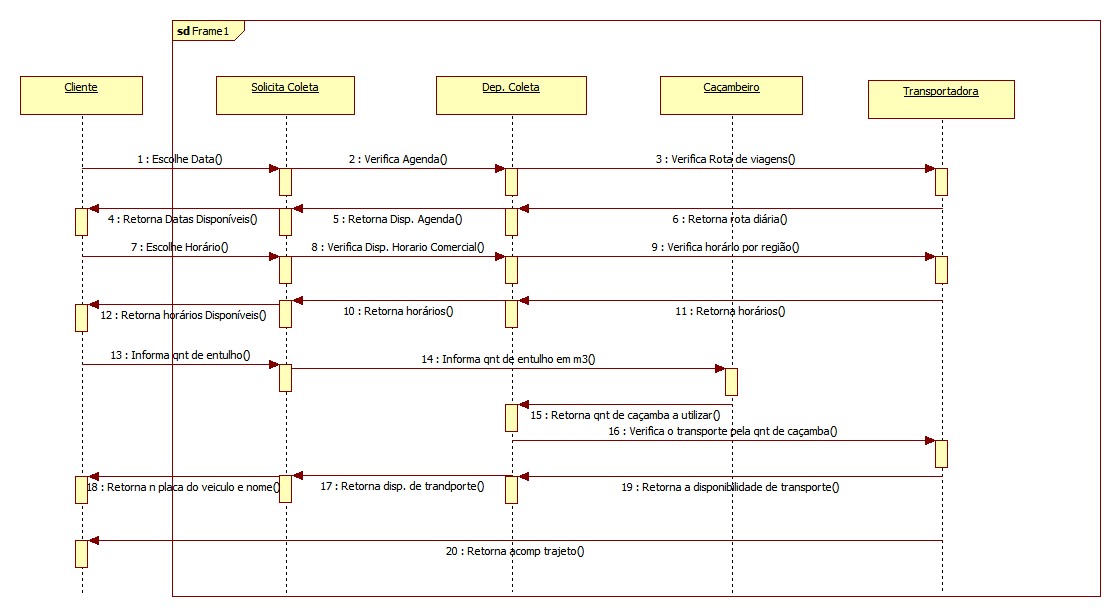 sd Frame1
Cliente
Solicita Coleta
Dep. Coleta
Caçambeiro
Transportadora
1 : Escolhe Data()
2 : Verifica Agenda()
3 : Verifica Rota de viagens()
4 : Retorna Datas Disponíveis()
5 : Retorna Disp. Agenda()
6 : Retorna rota diária()
7 : Escolhe Horário()
8 : Verifica Disp. Horario Comercial()
9 : Verifica horário por região()
12 : Retorna horários Disponíveis()
10 : Retorna horários()
11 : Retorna horários()
13 : Informa qnt de entulho()
14 : Informa qnt de entulho em m3()
15 : Retorna qnt de caçamba a utilizar()
16 : Verifica o transporte pela qnt de caçamba()
18 : Retorna n placa do veiculo e nome()
17 : Retorna disp. de trandporte()
19 : Retorna a disponibilidade de transporte()
20 : Retorna acomp trajeto()